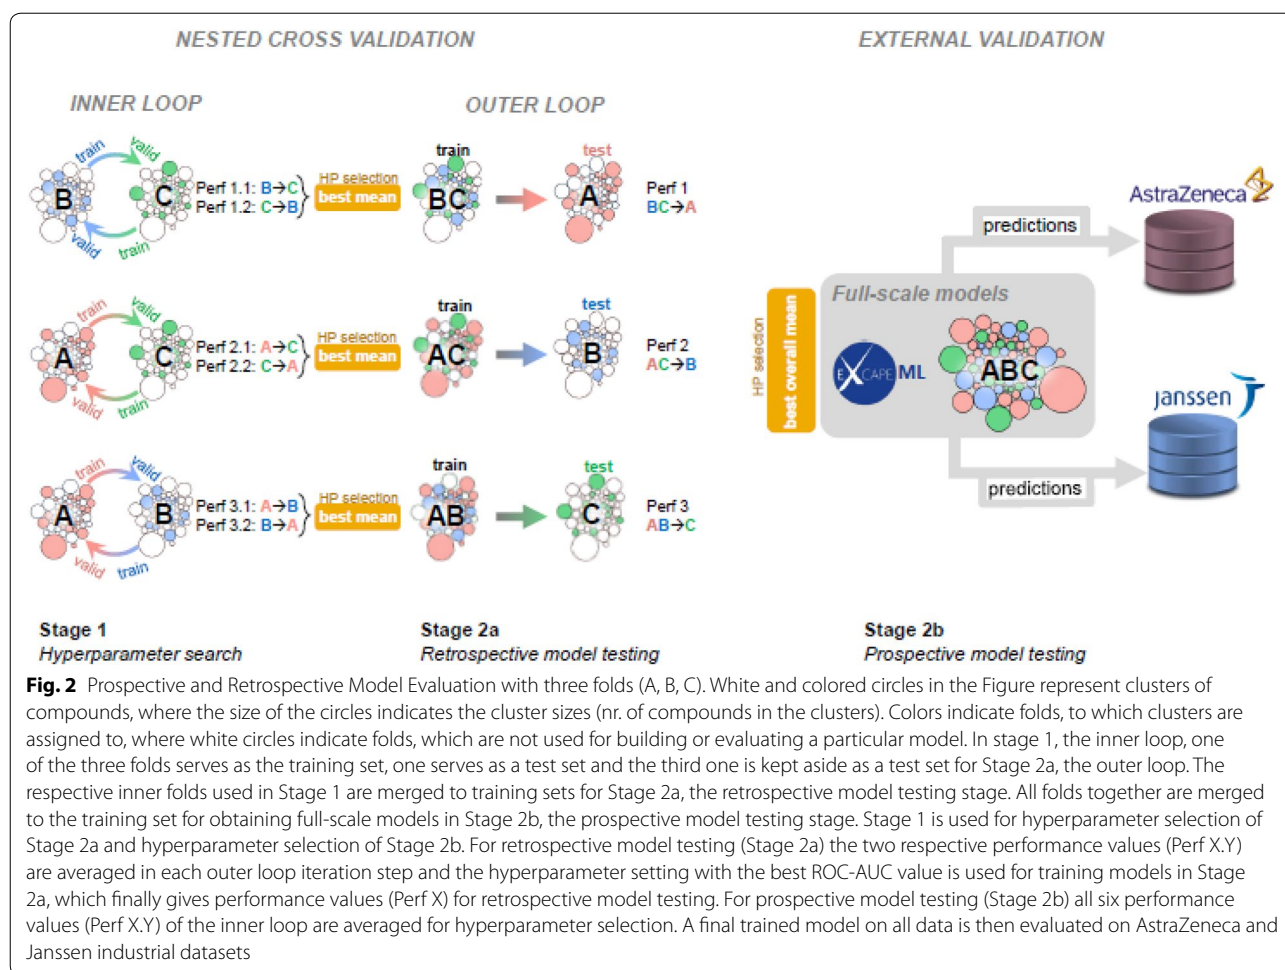 NESTED CROSS VALIDATION
EXTERNAL VALIDATION
INNER LOOP
OUTER LOOP
train
valid
B
C
valid
train
Perf 1.1: B→C
Perf 1.2: C→B
HP selection
best mean
train
BC
test
A
Perf 1
BC→A
train
valid
A
C
valid
train
Perf 2.1: A→C
Perf 2.2: C→A
HP selection
best mean
train
AC
test
B
Perf 2
AC→B
train
valid
A
B
valid
train
Perf 3.1: A→B
Perf 3.2: B→A
HP selection
best mean
train
AB
test
C
Perf 3
AB→C
HP selection
best overall mean
Full-scale models
EXCAPE ML
ABC
predictions
AstraZeneca
predictions
janssen
Stage 1
Hyperparameter search
Stage 2a
Retrospective model testing
Stage 2b
Prospective model testing
Fig. 2 Prospective and Retrospective Model Evaluation with three folds (A, B, C). White and colored circles in the Figure represent clusters of
compounds, where the size of the circles indicates the cluster sizes (nr. of compounds in the clusters). Colors indicate folds, to which clusters are
assigned to, where white circles indicate folds, which are not used for building or evaluating a particular model. In stage 1, the inner loop, one
of the three folds serves as the training set, one serves as a test set and the third one is kept aside as a test set for Stage 2a, the outer loop. The
respective inner folds used in Stage 1 are merged to training sets for Stage 2a, the retrospective model testing stage. All folds together are merged
to the training set for obtaining full-scale models in Stage 2b, the prospective model testing stage. Stage 1 is used for hyperparameter selection of
Stage 2a and hyperparameter selection of Stage 2b. For retrospective model testing (Stage 2a) the two respective performance values (Perf X.Y)
are averaged in each outer loop iteration step and the hyperparameter setting with the best ROC-AUC value is used for training models in Stage
2a, which finally gives performance values (Perf X) for retrospective model testing. For prospective model testing (Stage 2b) all six performance
values (Perf X.Y) of the inner loop are averaged for hyperparameter selection. A final trained model on all data is then evaluated on AstraZeneca and
Janssen industrial datasets